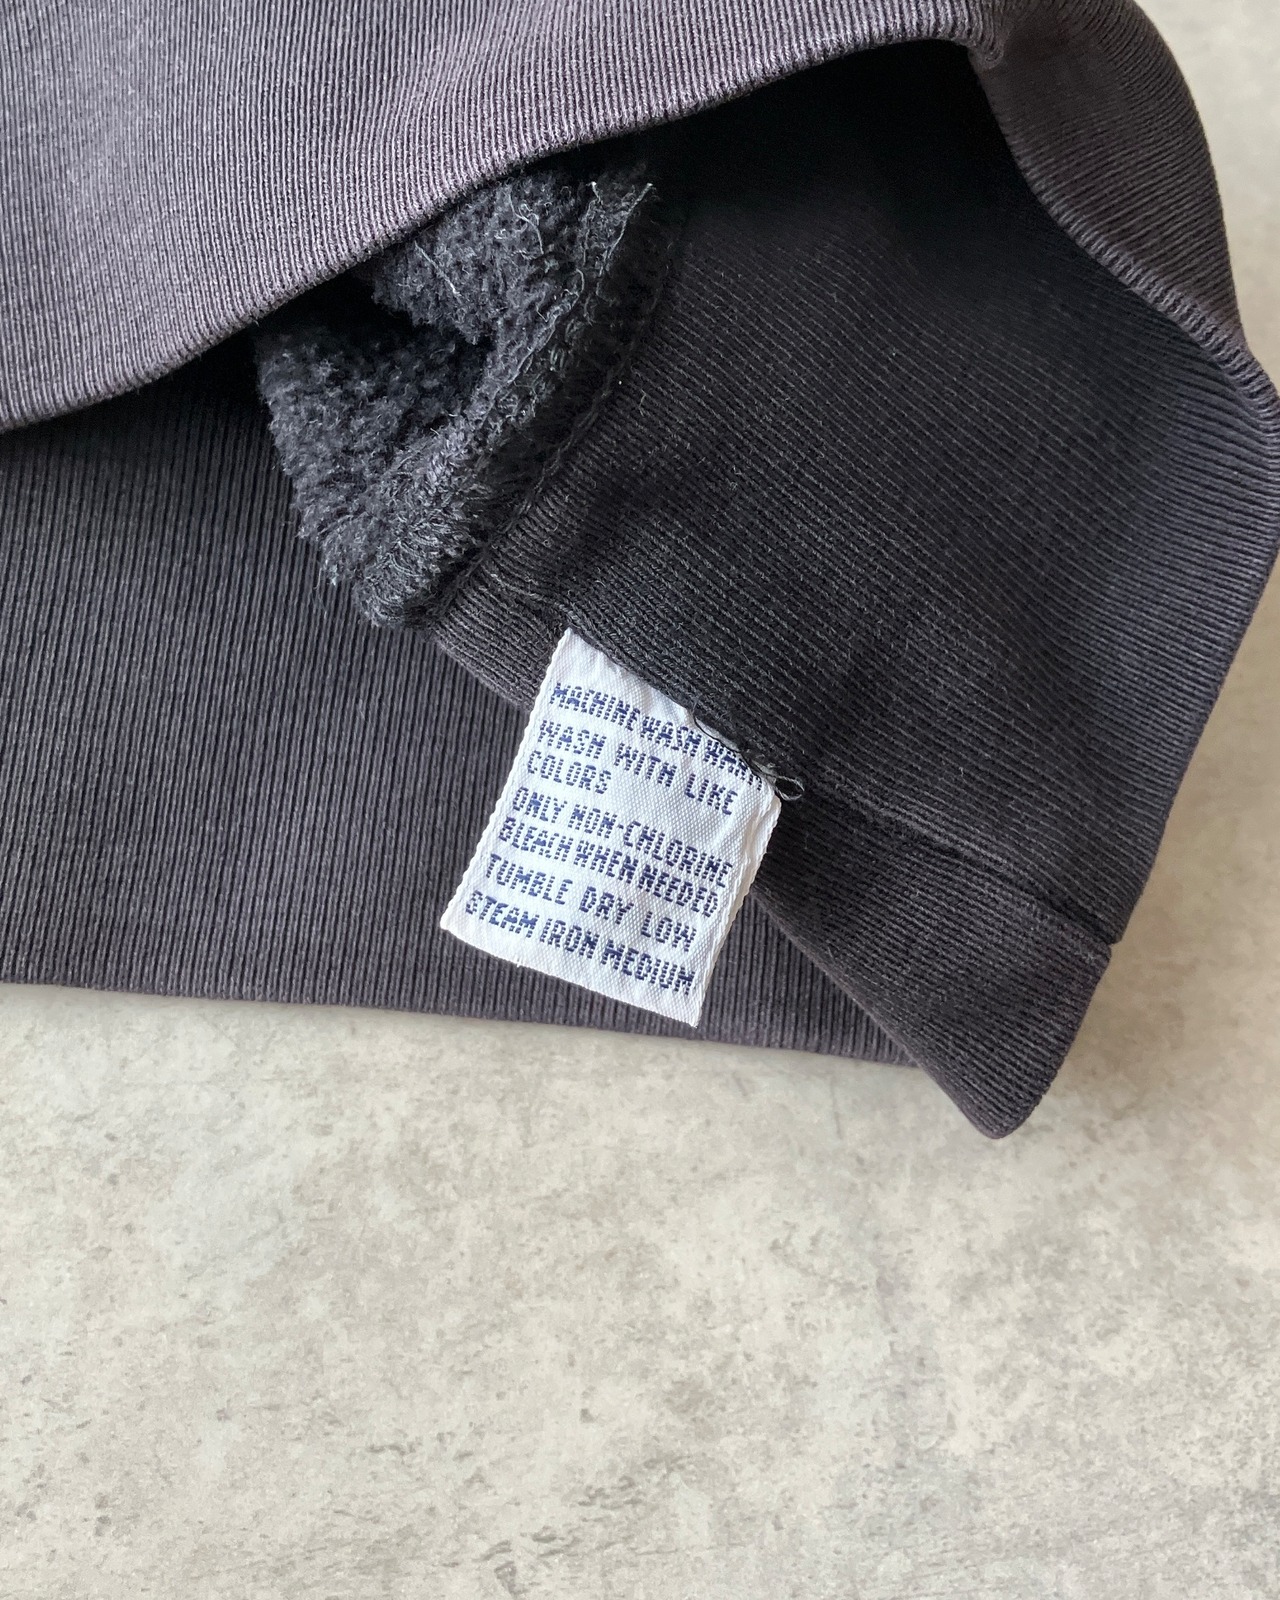 MACHINE WASH WARM
WASH WITH LIKE
COLORS
ONLY NON-CHLORINE
BLEACH WHEN NEEDED
TUMBLE DRY LOW
STEAM IRON MEDIUM